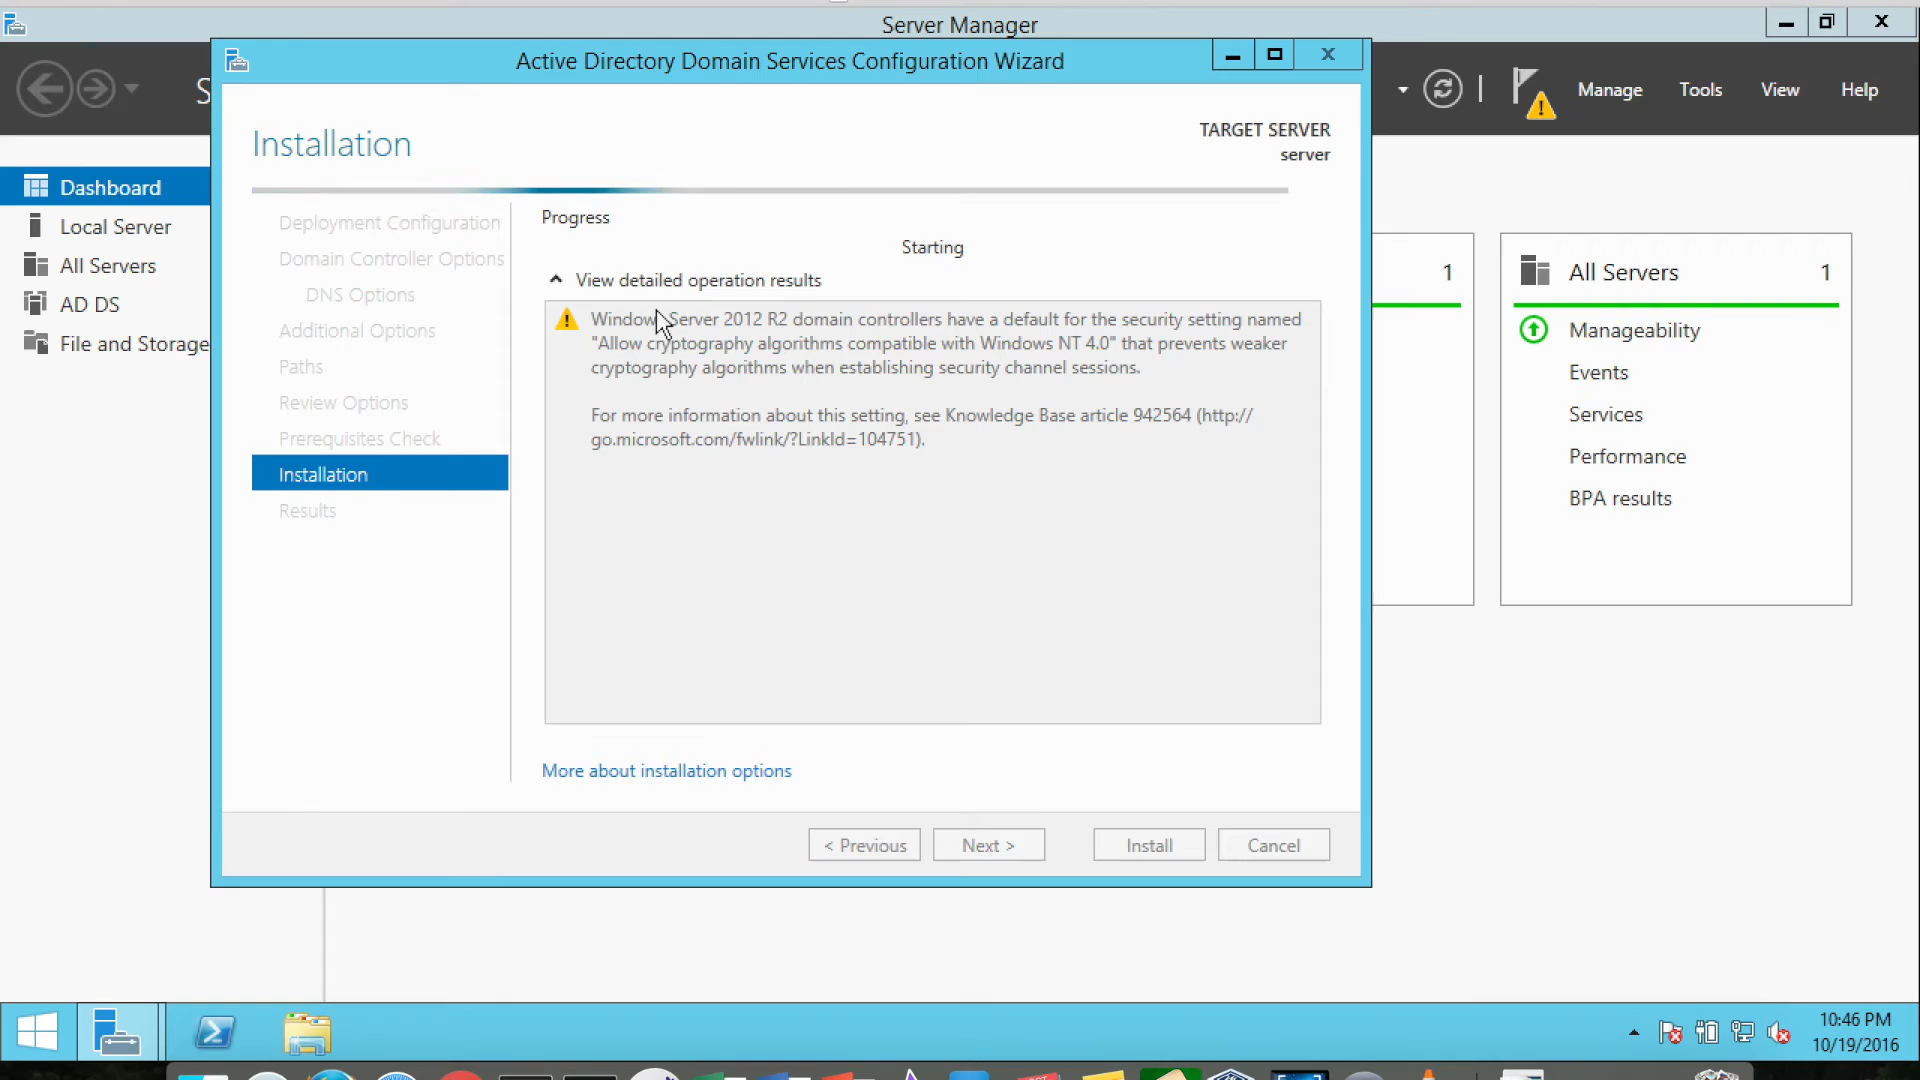 Server Manager
Active Directory Domain Services Configuration Wizard
S
Manage
Tools
View
Help
Installation
TARGET SERVER
server
Dashboard
Local Server
All Servers
AD DS
File and Storage
Deployment Configuration
Domain Controller Options
DNS Options
Additional Options
Paths
Review Options
Prerequisites Check
Installation
Results
Progress
Starting
View detailed operation results
Windows Server 2012 R2 domain controllers have a default for the security setting named
"Allow cryptography algorithms compatible with Windows NT 4.0" that prevents weaker
cryptography algorithms when establishing security channel sessions.
For more information about this setting, see Knowledge Base article 942564 (http://
go.microsoft.com/fwlink/?LinkId=104751).
More about installation options
< Previous
Next >
Install
Cancel
1
All Servers 1
Manageability
Events
Services
Performance
BPA results
10:46 PM
10/19/2016